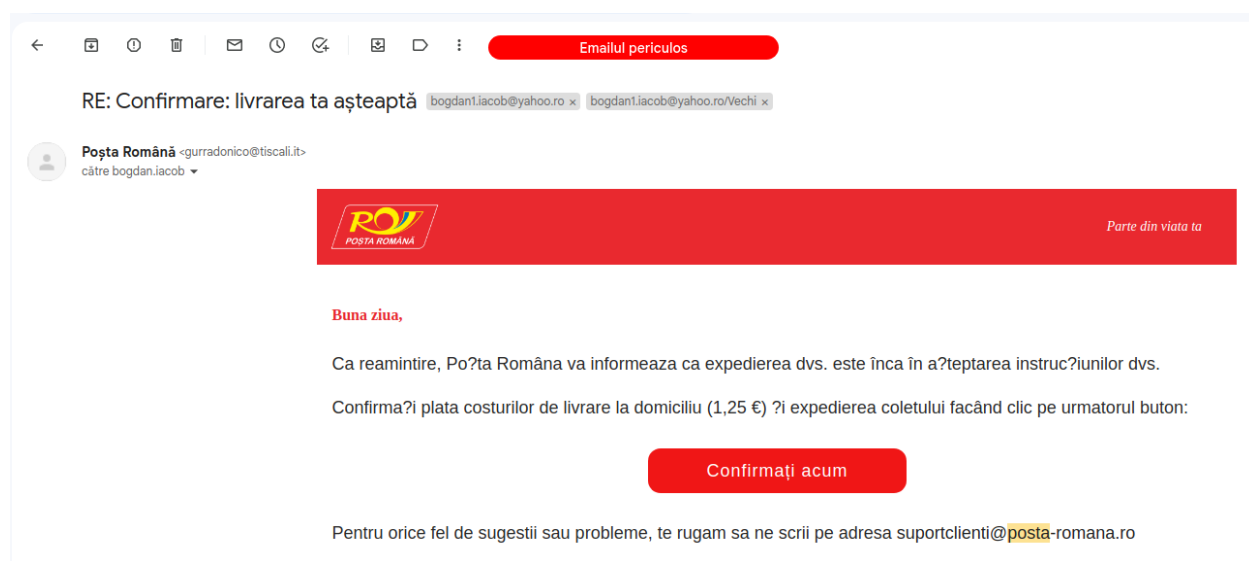 Emailul periculos
RE: Confirmare: livrarea ta așteaptă bogdan1.iacob@yahoo.ro × bogdan1.iacob@yahoo.ro/Vechi ×
Poșta Română <gurradonico@tiscali.it>
către bogdan.iacob
POȘTA ROMÂNĂ
Parte din viata ta
Buna ziua,
Ca reamintire, Po?ta Româna va informeaza ca expedierea dvs. este înca în a?teptarea instruc?iunilor dvs.
Confirma?i plata costurilor de livrare la domiciliu (1,25 €) ?i expedierea coletului facând clic pe urmatorul buton:
Confirmați acum
Pentru orice fel de sugestii sau probleme, te rugam sa ne scrii pe adresa suportclienti@posta-romana.ro